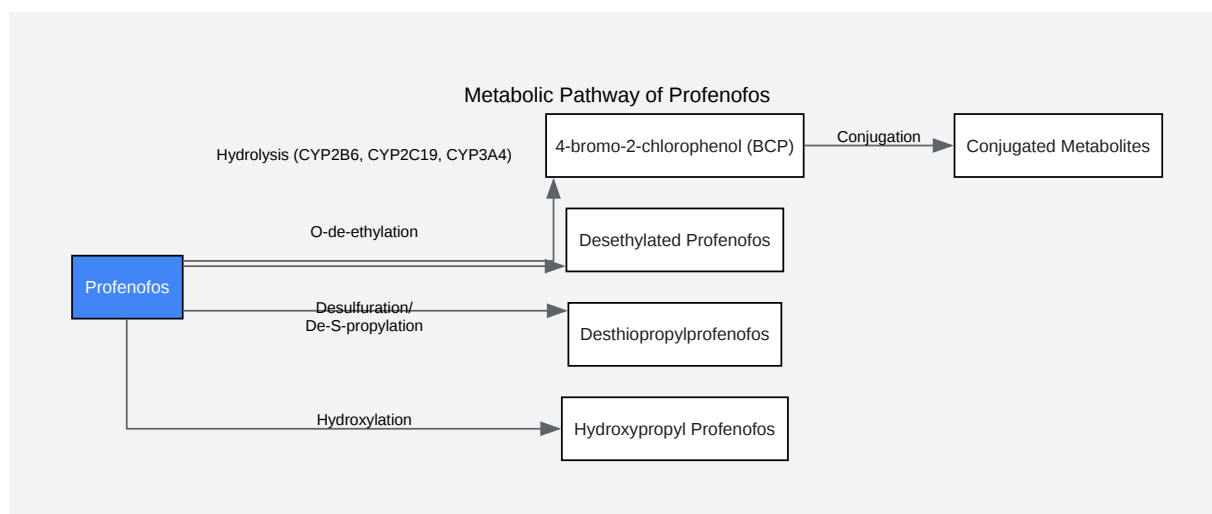 Metabolic Pathway of Profenofos
Hydrolysis (CYP2B6, CYP2C19, CYP3A4)
4-bromo-2-chlorophenol (BCP)
Conjugation
Conjugated Metabolites
O-de-ethylation
Desethylated Profenofos
Profenofos
Desulfuration/
De-S-propylation
Desthiopropylprofenofos
Hydroxylation
Hydroxypropyl Profenofos